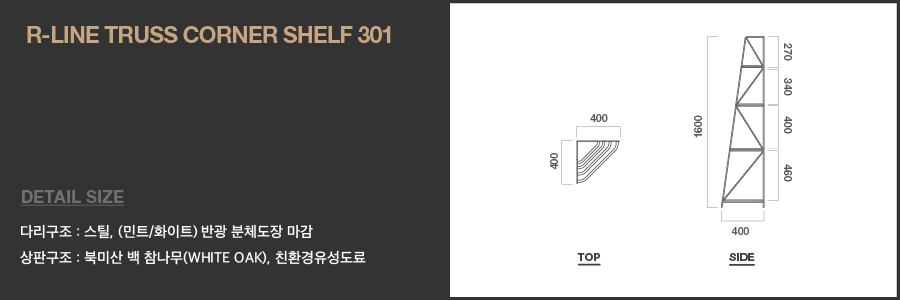 R-LINE TRUSS CORNER SHELF 301
DETAIL SIZE
다리구조 : 스틸, (민트/화이트) 반광 분체도장 마감
상판구조 : 북미산 백 참나무(WHITE OAK), 친환경유성도료
400
400
TOP
1600
270
340
400
460
400
SIDE